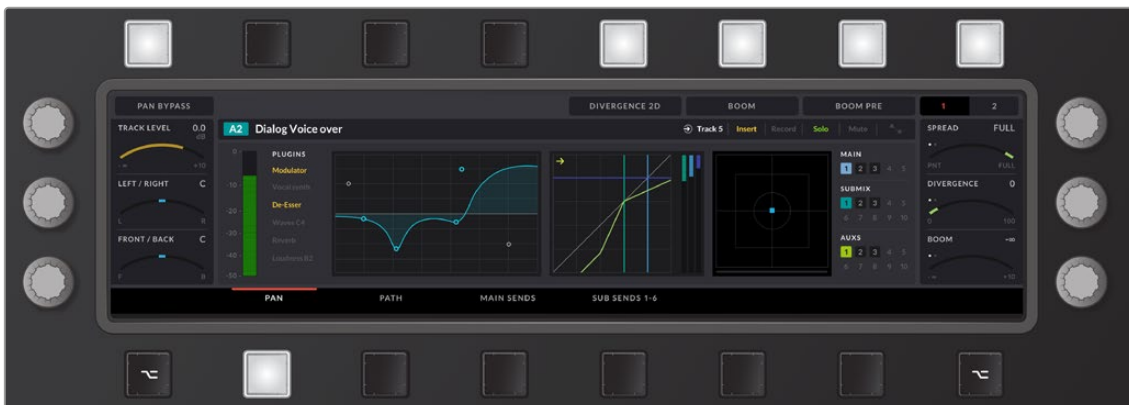 PAN BYPASS
DIVERGENCE 2D
BOOM
BOOM PRE
1 2
TRACK LEVEL 0.0
dB
-∞ +10
LEFT / RIGHT C
L R
FRONT / BACK C
F B
A2 Dialog Voice over
Track 5 Insert Record Solo Mute
0
-10
-20
-30
-40
-50
PLUGINS
Modulator
Vocalsynth
De-Esser
Waves C4
Reverb
Loudness B2
MAIN
1 2 3 4 5
SUBMIX
1 2 3 4 5
6 7 8 9 10
AUXS
1 2 3 4 5
6 7 8 9 10
SPREAD FULL
PNT FULL
DIVERGENCE 0
0 100
BOOM -∞
-∞ +10
PAN
PATH
MAIN SENDS
SUB SENDS 1-6